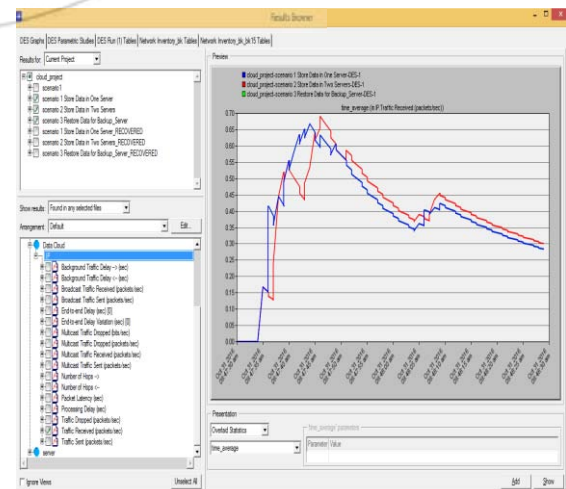 Results Browser
DES Graphs DES Parametric Studies DES Run (1) Tables Network Inventory_bk Tables Network Inventory_bk_bk15 Tables
Results for: Current Project
cloud_project
scenario 1
scenario 1 Store Data in One Server
scenario 2 Store Data in Two Servers
scenario 3 Restore Data for Backup_Server
scenario 1 Store Data in One Server_RECOVERED
scenario 2 Store Data in Two Servers_RECOVERED
scenario 3 Restore Data for Backup_Server_RECOVERED
Show results: Found in any selected files
Arrangement: Default Edit...
Data Cloud
IP
Background Traffic Delay --> (sec)
Background Traffic Delay <-- (sec)
Broadcast Traffic Received (packets/sec)
Broadcast Traffic Sent (packets/sec)
End-to-end Delay (sec) [0]
End-to-end Delay Variation (sec) [0]
Multicast Traffic Dropped (bits/sec)
Multicast Traffic Dropped (packets/sec)
Multicast Traffic Received (packets/sec)
Multicast Traffic Sent (packets/sec)
Number of Hops -->
Number of Hops <--
Packet Latency (sec)
Processing Delay (sec)
Traffic Dropped (packets/sec)
Traffic Received (packets/sec)
Traffic Sent (packets/sec)
server
Ignore Views Unselect All
Preview
cloud_project-scenario 1 Store Data in One Server-DES-1
cloud_project-scenario 2 Store Data in Two Servers-DES-1
cloud_project-scenario 3 Restore Data for Backup_Server-DES-1
time_average (in IP.Traffic Received (packets/sec))
0.70
0.65
0.60
0.55
0.50
0.45
0.40
0.35
0.30
0.25
0.20
0.15
0.10
0.05
0.00
Presentation
Overlaid Statistics
time_average
'time_average' parameters
Parameter Value
Add Show